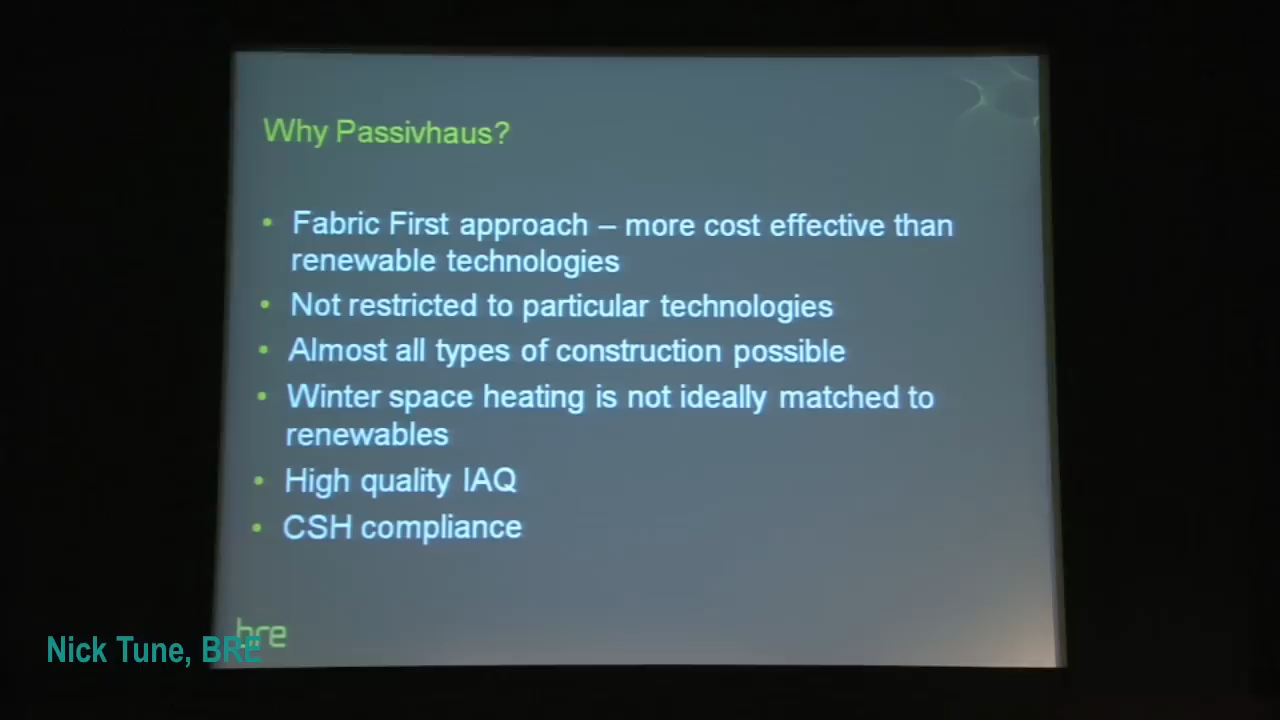 Why Passivhaus?
• Fabric First approach – more cost effective than
renewable technologies
• Not restricted to particular technologies
• Almost all types of construction possible
• Winter space heating is not ideally matched to
renewables
• High quality IAQ
• CSH compliance
bre
Nick Tune, BRE